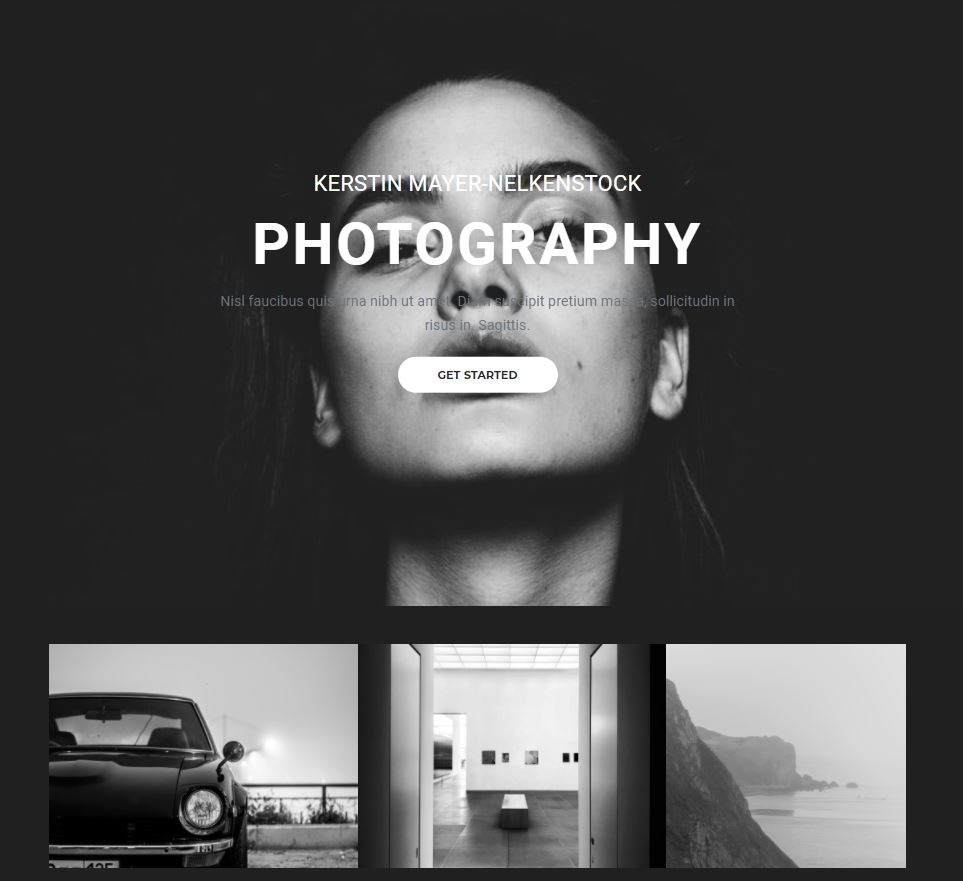 KERSTIN MAYER-NELKENSTOCK
PHOTOGRAPHY
Nisl faucibus quis urna nibh ut amet. Diam suscipit pretium massa, sollicitudin in
risus in. Sagittis.
GET STARTED